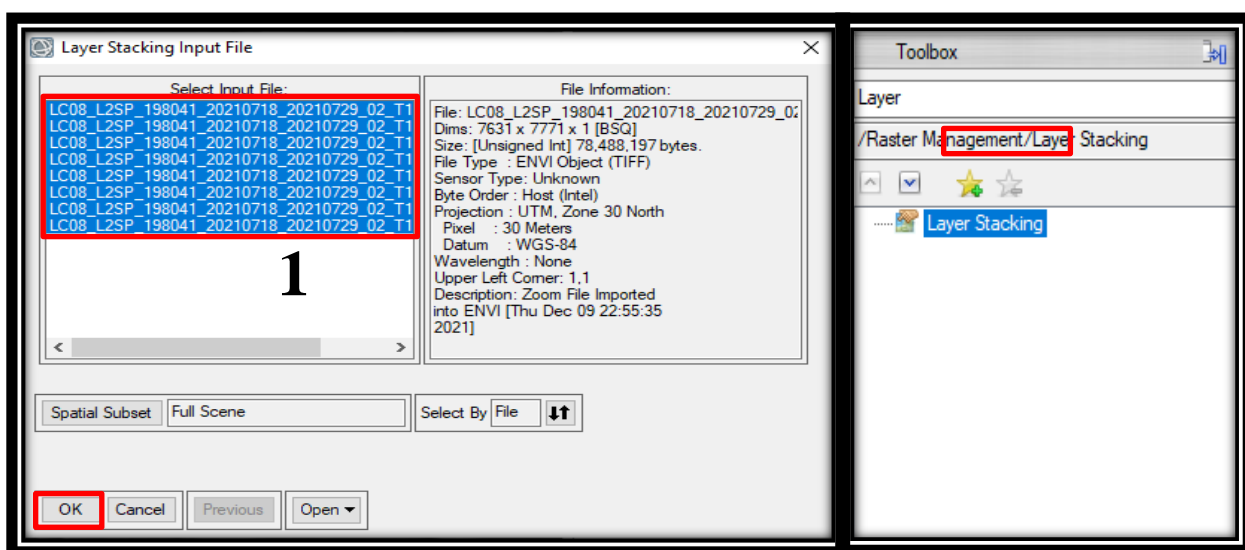 Layer Stacking Input File
Select Input File:
LC08_L2SP_198041_20210718_20210729_02_T1
LC08_L2SP_198041_20210718_20210729_02_T1
LC08_L2SP_198041_20210718_20210729_02_T1
LC08_L2SP_198041_20210718_20210729_02_T1
LC08_L2SP_198041_20210718_20210729_02_T1
LC08_L2SP_198041_20210718_20210729_02_T1
LC08_L2SP_198041_20210718_20210729_02_T1
LC08_L2SP_198041_20210718_20210729_02_T1
1
File Information:
File: LC08_L2SP_198041_20210718_20210729_02
Dims: 7631 x 7771 x 1 [BSQ]
Size: [Unsigned Int] 78,488,197 bytes.
File Type : ENVI Object (TIFF)
Sensor Type: Unknown
Byte Order : Host (Intel)
Projection : UTM, Zone 30 North
Pixel : 30 Meters
Datum : WGS-84
Wavelength : None
Upper Left Corner: 1,1
Description: Zoom File Imported
into ENVI [Thu Dec 09 22:55:35
2021]
Spatial Subset Full Scene
Select By File
OK Cancel Previous Open
Toolbox
Layer
/Raster Management/Layer Stacking
Layer Stacking